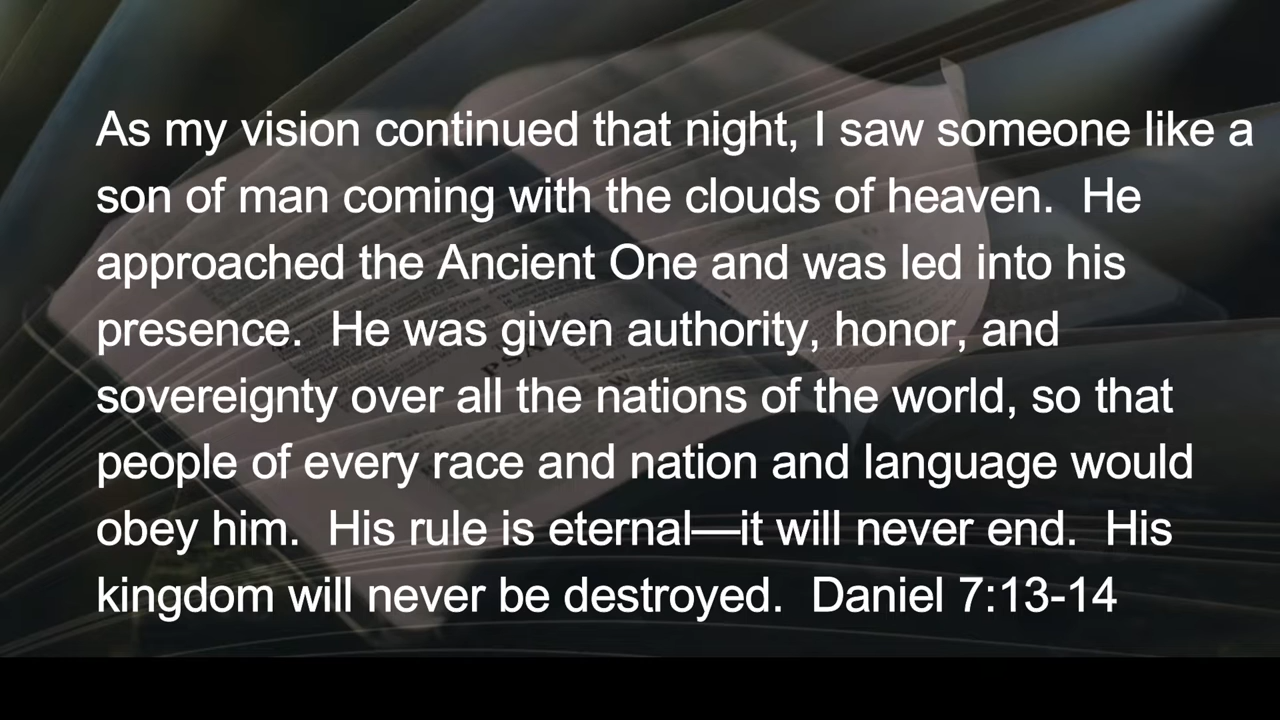 As my vision continued that night, I saw someone like a
son of man coming with the clouds of heaven.  He
approached the Ancient One and was led into his
presence.  He was given authority, honor, and
sovereignty over all the nations of the world, so that
people of every race and nation and language would
obey him.  His rule is eternal—it will never end.  His
kingdom will never be destroyed.  Daniel 7:13-14